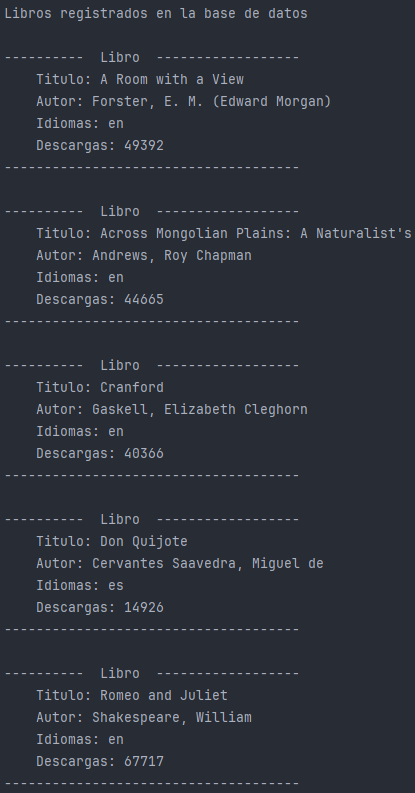 Libros registrados en la base de datos
----------  Libro  ------------------
Titulo: A Room with a View
Autor: Forster, E. M. (Edward Morgan)
Idiomas: en
Descargas: 49392
-------------------------------------
----------  Libro  ------------------
Titulo: Across Mongolian Plains: A Naturalist's
Autor: Andrews, Roy Chapman
Idiomas: en
Descargas: 44665
-------------------------------------
----------  Libro  ------------------
Titulo: Cranford
Autor: Gaskell, Elizabeth Cleghorn
Idiomas: en
Descargas: 40366
-------------------------------------
----------  Libro  ------------------
Titulo: Don Quijote
Autor: Cervantes Saavedra, Miguel de
Idiomas: es
Descargas: 14926
-------------------------------------
----------  Libro  ------------------
Titulo: Romeo and Juliet
Autor: Shakespeare, William
Idiomas: en
Descargas: 67717
-------------------------------------